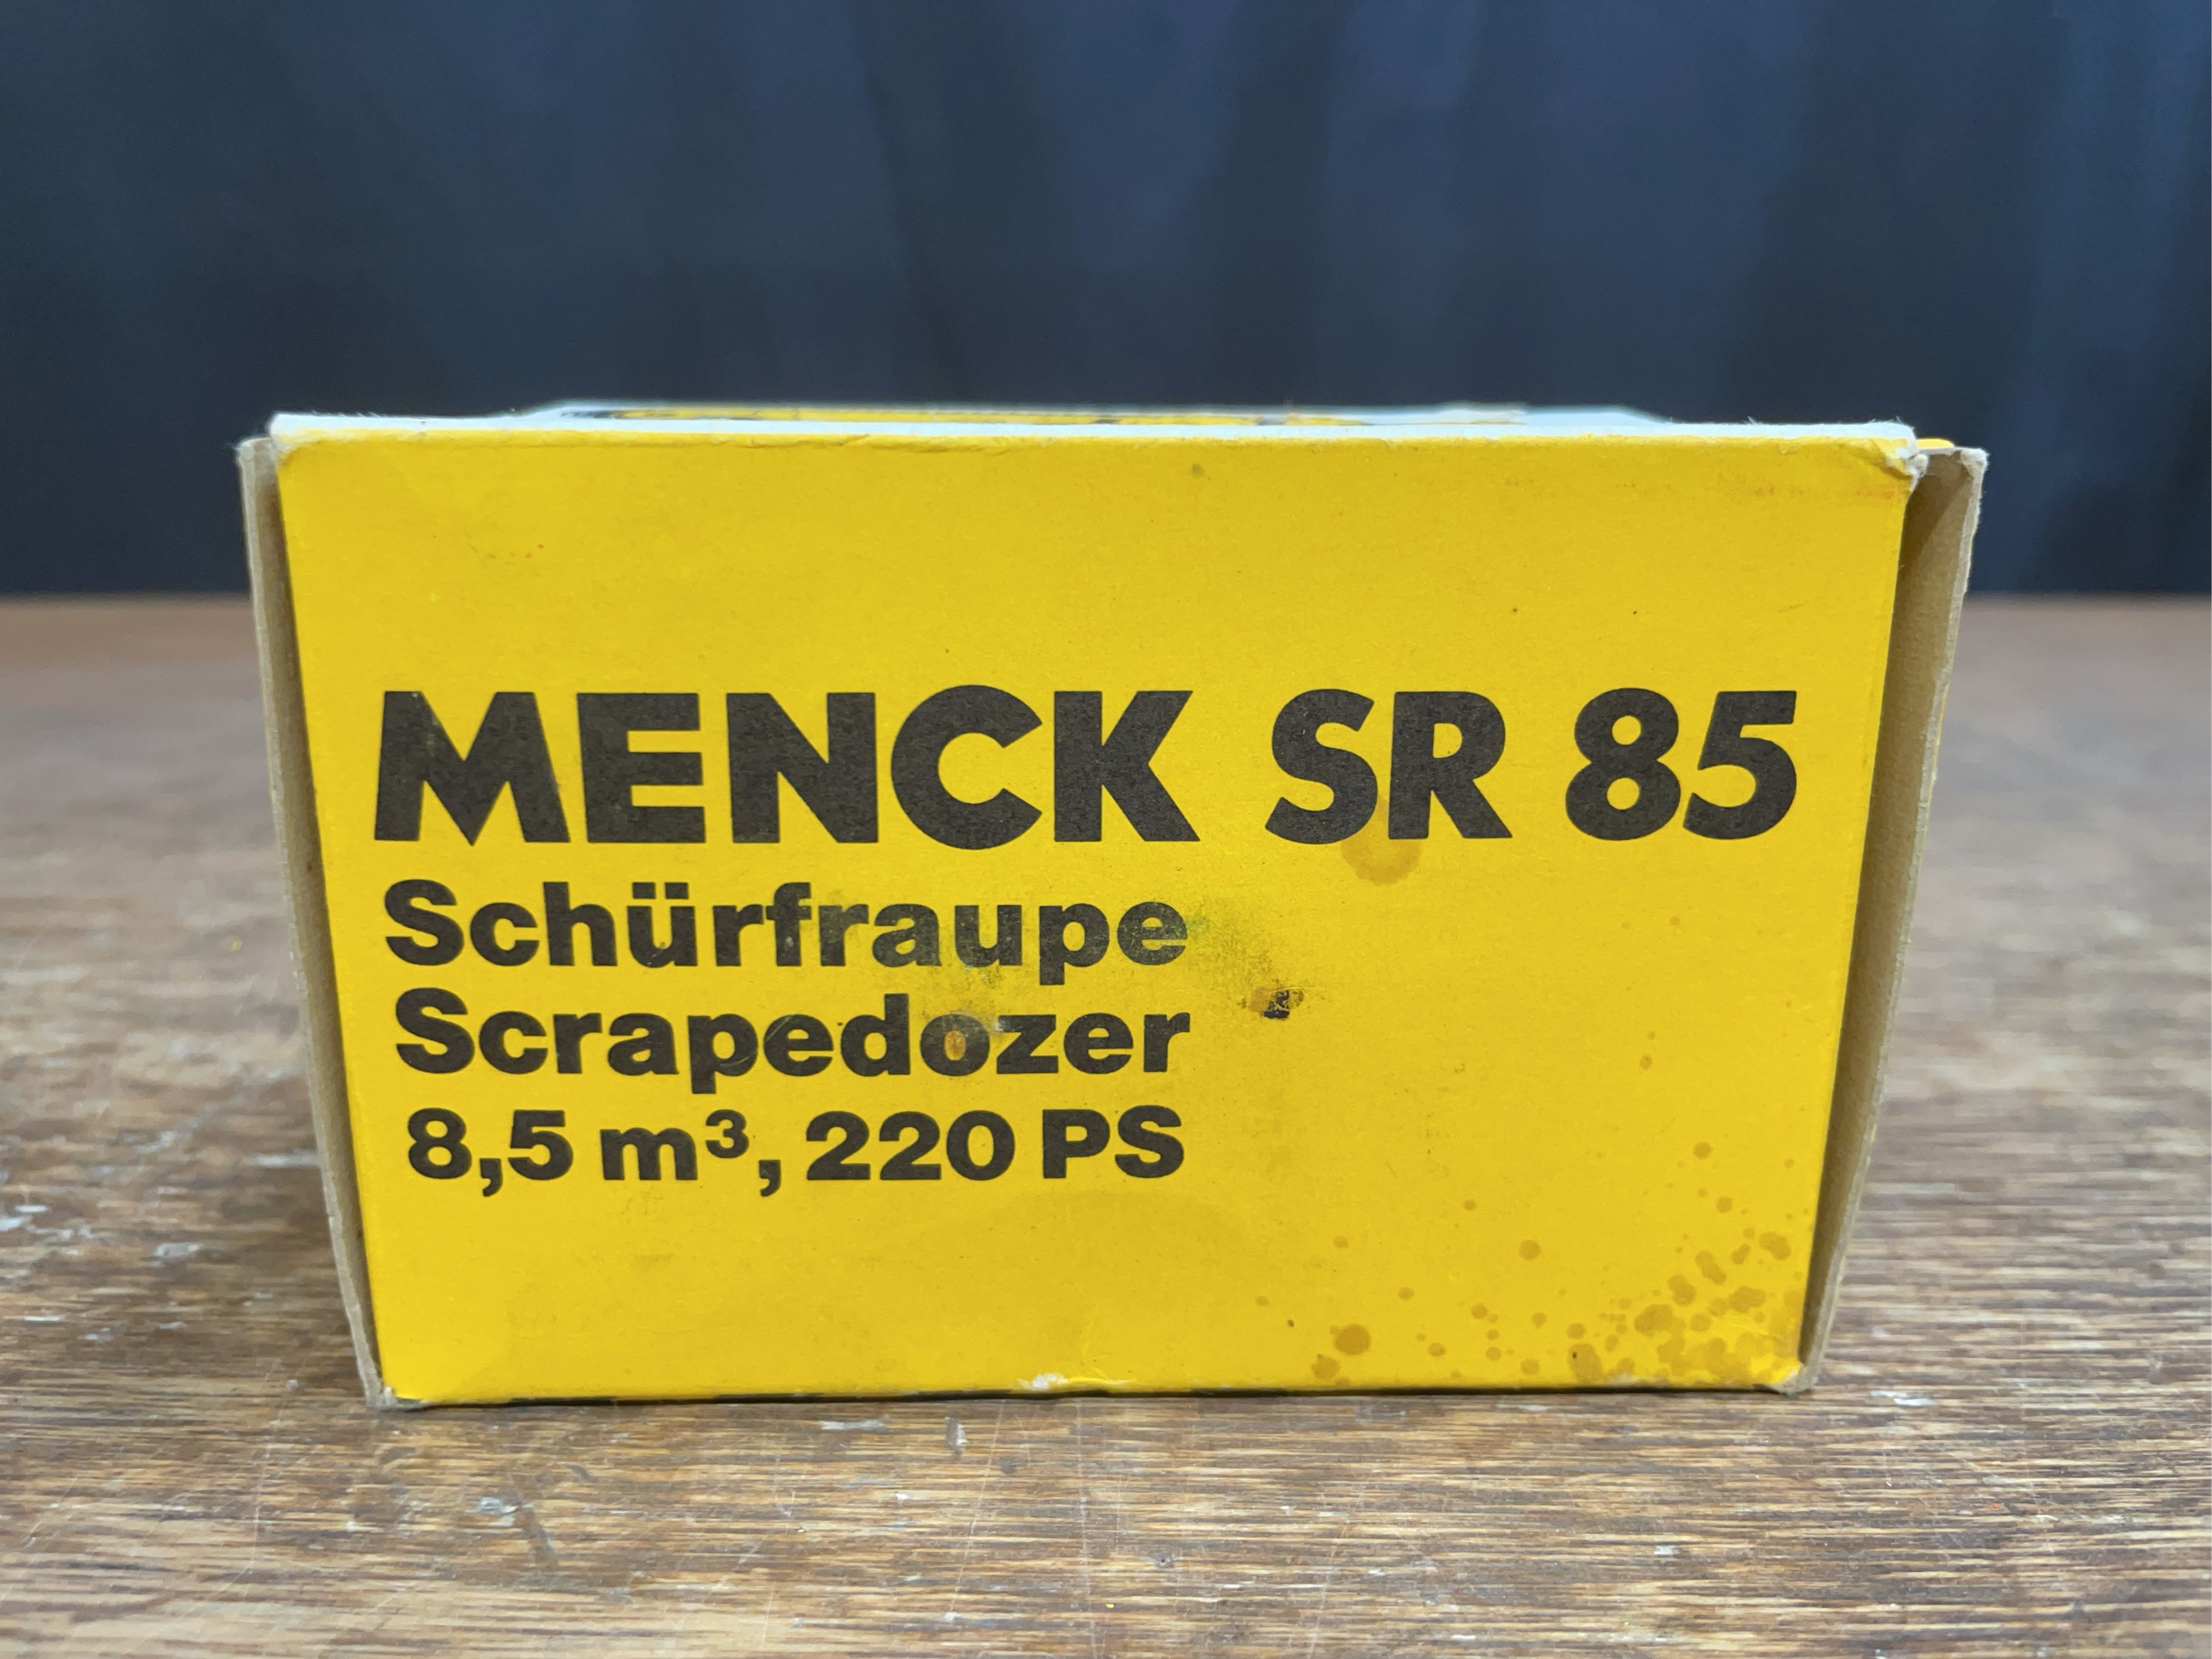 MENCK SR 85
Schürfraupe
Scrapedozer
8,5 m³, 220 PS